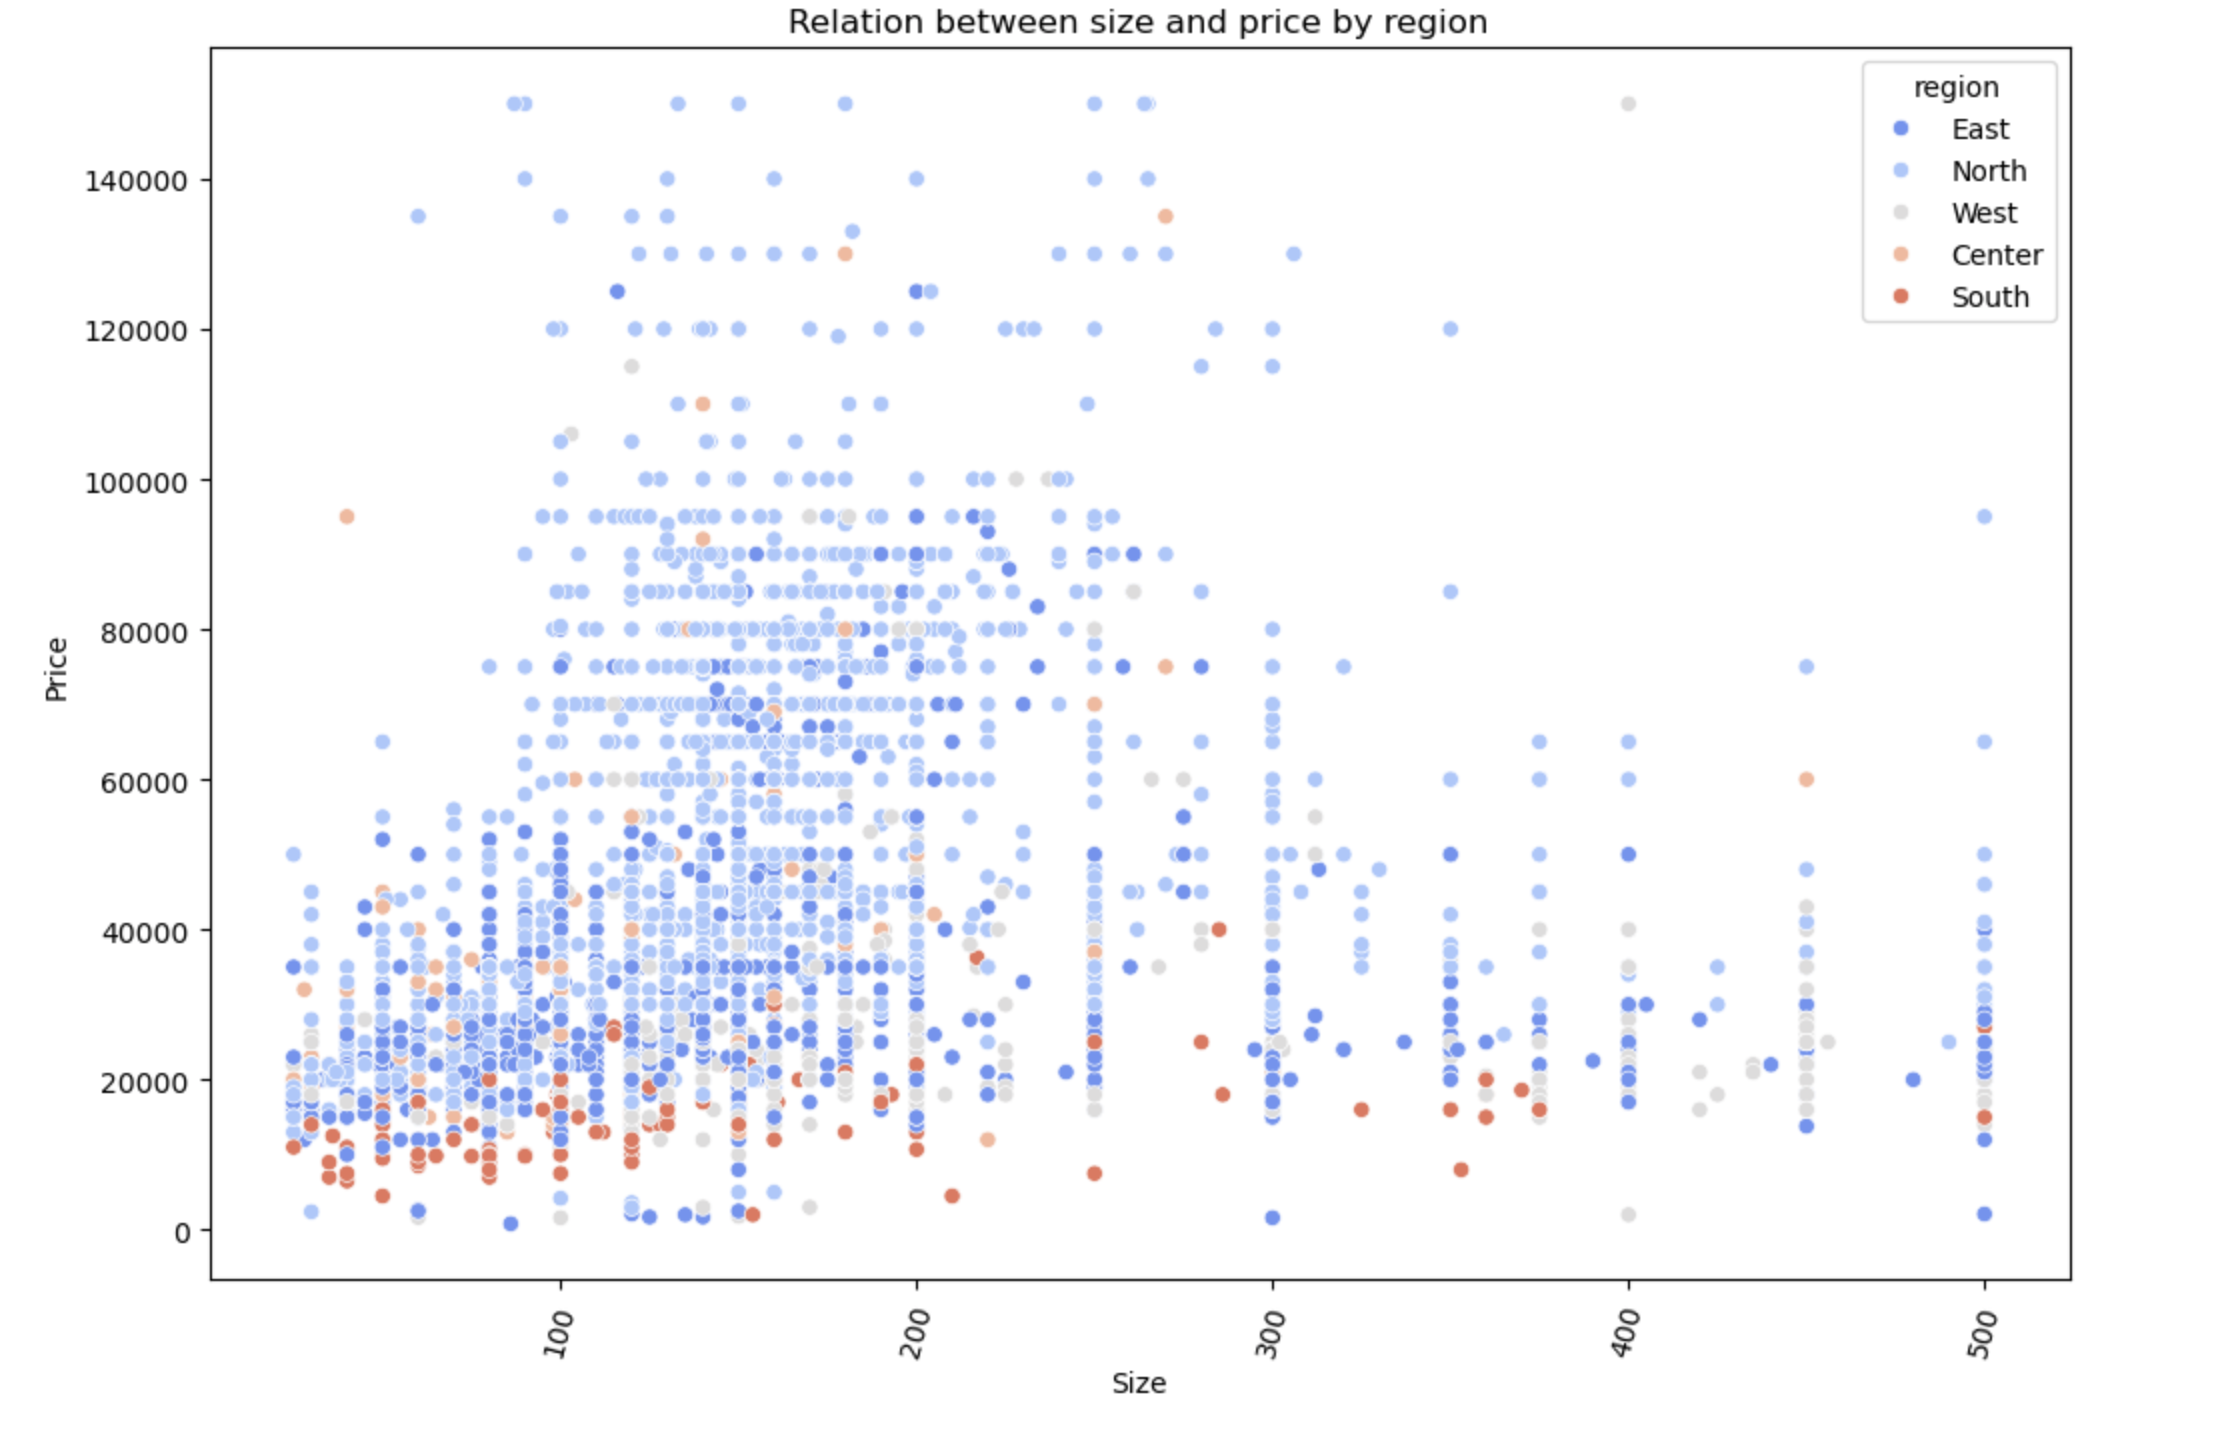 Relation between size and price by region
region
East
North
West
Center
South
140000
120000
100000
80000
60000
40000
20000
0
Price
100
200
300
400
500
Size